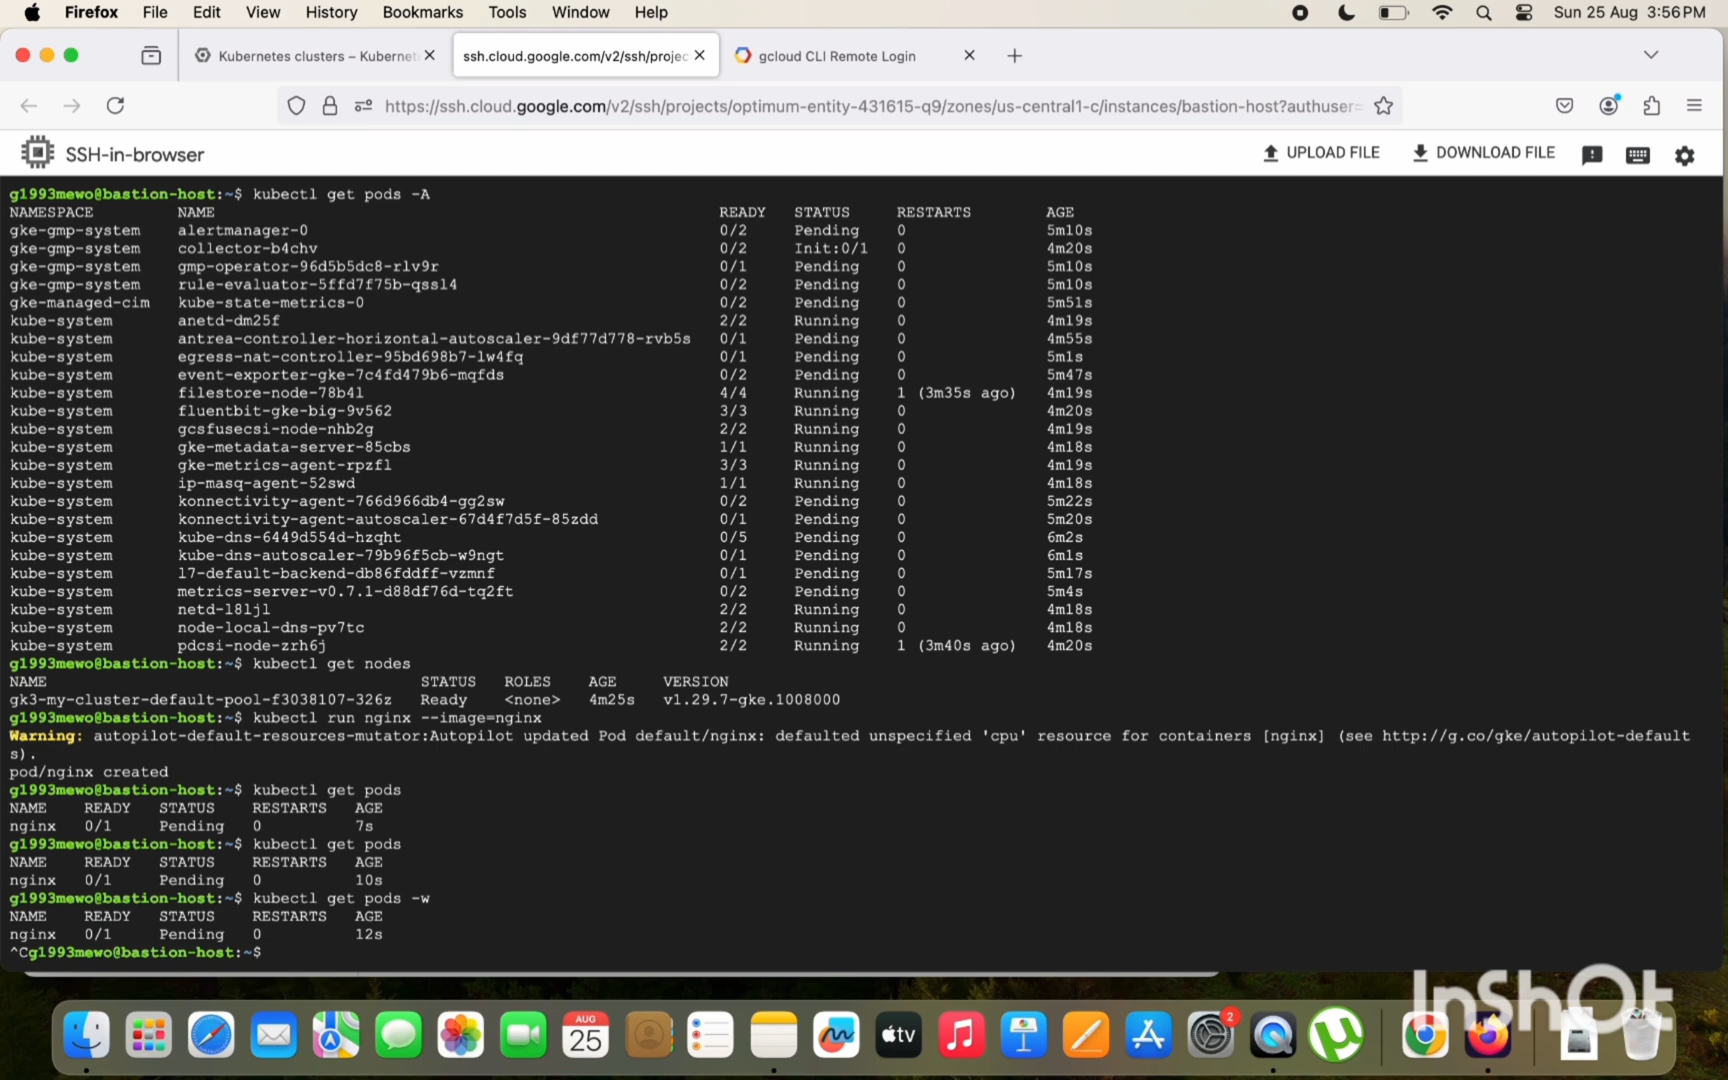 Firefox File Edit View History Bookmarks Tools Window Help Sun 25 Aug 3:56 PM
Kubernetes clusters – Kubernet ssh.cloud.google.com/v2/ssh/projec gcloud CLI Remote Login
https://ssh.cloud.google.com/v2/ssh/projects/optimum-entity-431615-q9/zones/us-central1-c/instances/bastion-host?authuser=
SSH-in-browser UPLOAD FILE DOWNLOAD FILE
g1993mewo@bastion-host:~$ kubectl get pods -A
NAMESPACE NAME READY STATUS RESTARTS AGE
gke-gmp-system alertmanager-0 0/2 Pending 0 5m10s
gke-gmp-system collector-b4chv 0/2 Init:0/1 0 4m20s
gke-gmp-system gmp-operator-96d5b5dc8-rlv9r 0/1 Pending 0 5m10s
gke-gmp-system rule-evaluator-5ffd7f75b-qssl4 0/2 Pending 0 5m10s
gke-managed-cim kube-state-metrics-0 0/2 Pending 0 5m51s
kube-system anetd-dm25f 2/2 Running 0 4m19s
kube-system antrea-controller-horizontal-autoscaler-9df77d778-rvb5s 0/1 Pending 0 4m55s
kube-system egress-nat-controller-95bd698b7-lw4fq 0/1 Pending 0 5m1s
kube-system event-exporter-gke-7c4fd479b6-mqfds 0/2 Pending 0 5m47s
kube-system filestore-node-78b4l 4/4 Running 1 (3m35s ago) 4m19s
kube-system fluentbit-gke-big-9v562 3/3 Running 0 4m20s
kube-system gcsfusecsi-node-nhb2g 2/2 Running 0 4m19s
kube-system gke-metadata-server-85cbs 1/1 Running 0 4m18s
kube-system gke-metrics-agent-rpzfl 3/3 Running 0 4m19s
kube-system ip-masq-agent-52swd 1/1 Running 0 4m18s
kube-system konnectivity-agent-766d966db4-gg2sw 0/2 Pending 0 5m22s
kube-system konnectivity-agent-autoscaler-67d4f7d5f-85zdd 0/1 Pending 0 5m20s
kube-system kube-dns-6449d554d-hzqht 0/5 Pending 0 6m2s
kube-system kube-dns-autoscaler-79b96f5cb-w9ngt 0/1 Pending 0 6m1s
kube-system l7-default-backend-db86fddff-vzmnf 0/1 Pending 0 5m17s
kube-system metrics-server-v0.7.1-d88df76d-tq2ft 0/2 Pending 0 5m4s
kube-system netd-l8ljl 2/2 Running 0 4m18s
kube-system node-local-dns-pv7tc 2/2 Running 0 4m18s
kube-system pdcsi-node-zrh6j 2/2 Running 1 (3m40s ago) 4m20s
g1993mewo@bastion-host:~$ kubectl get nodes
NAME STATUS ROLES AGE VERSION
gk3-my-cluster-default-pool-f3038107-326z Ready <none> 4m25s v1.29.7-gke.1008000
g1993mewo@bastion-host:~$ kubectl run nginx --image=nginx
Warning: autopilot-default-resources-mutator:Autopilot updated Pod default/nginx: defaulted unspecified 'cpu' resource for containers [nginx] (see http://g.co/gke/autopilot-default
s).
pod/nginx created
g1993mewo@bastion-host:~$ kubectl get pods
NAME READY STATUS RESTARTS AGE
nginx 0/1 Pending 0 7s
g1993mewo@bastion-host:~$ kubectl get pods
NAME READY STATUS RESTARTS AGE
nginx 0/1 Pending 0 10s
g1993mewo@bastion-host:~$ kubectl get pods -w
NAME READY STATUS RESTARTS AGE
nginx 0/1 Pending 0 12s
^Cg1993mewo@bastion-host:~$
InShOt
AUG
25
tv
2